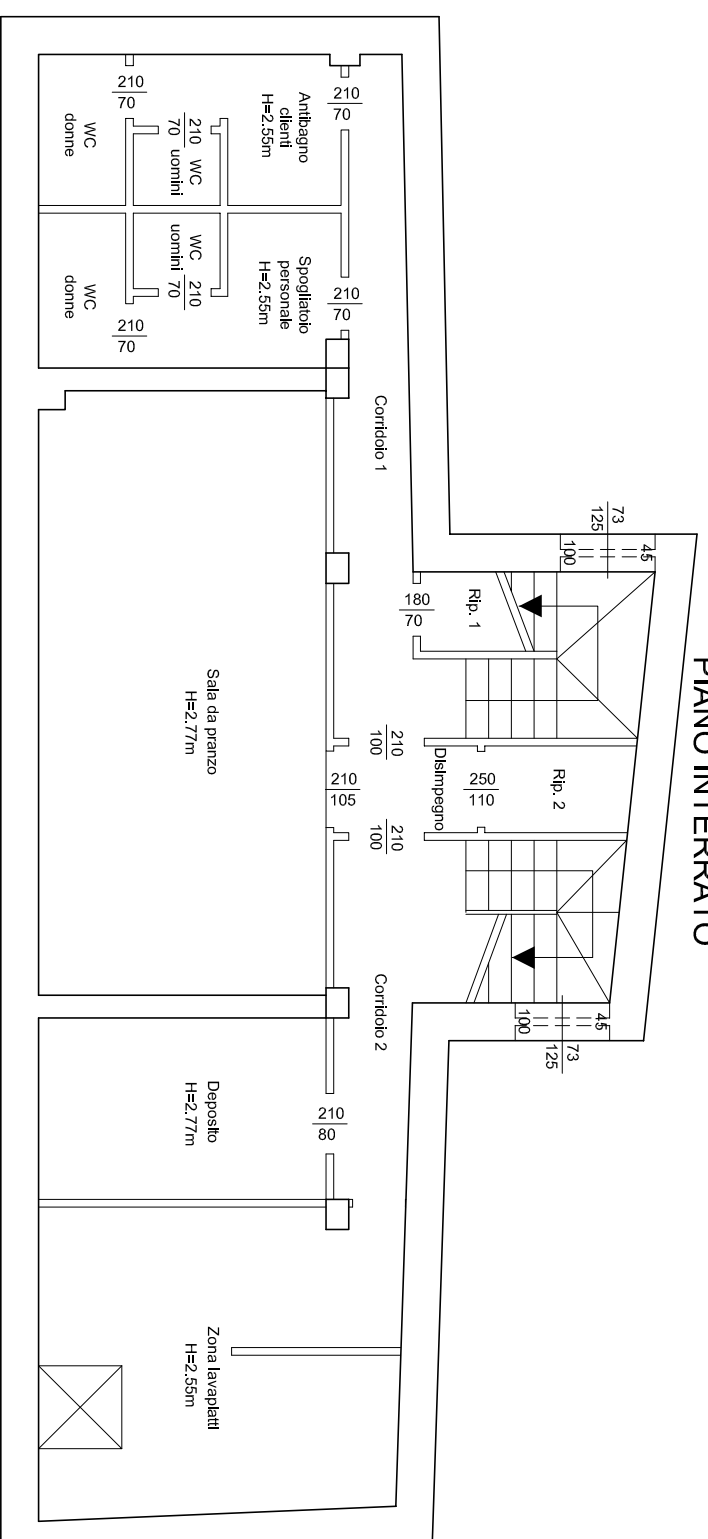 PIANO INTERRATO
210
70
Antibagno
clienti
H=2.55m
210
70
WC
donne
210
70
WC
uomini
WC
uomini
210
70
Spogliatoio
personale
H=2.55m
210
70
WC
donne
210
70
Corridoio 1
73
125
45
100
Rip. 1
180
70
Sala da pranzo
H=2.77m
210
100
Disimpegno
250
110
Rip. 2
210
105
210
100
Corridoio 2
45
100
73
125
Deposito
H=2.77m
210
80
Zona lavapiatti
H=2.55m